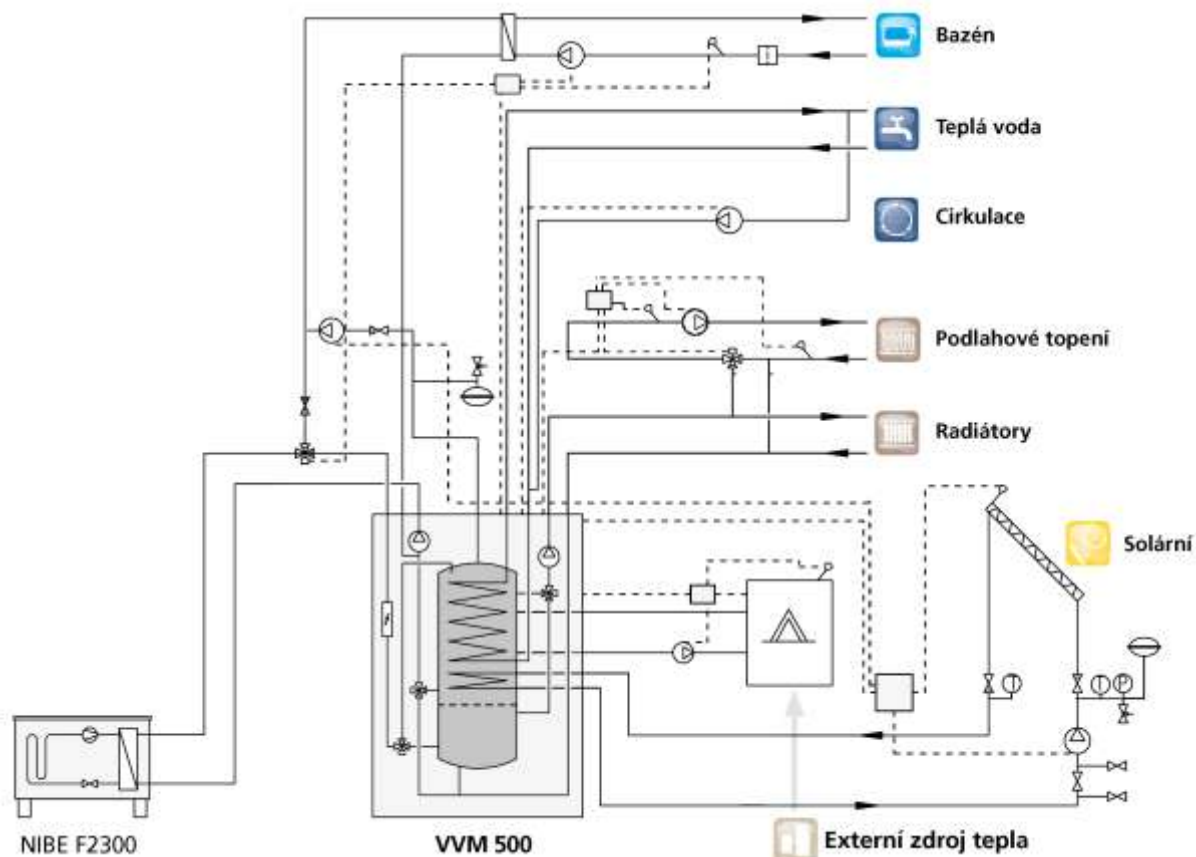 Bazén
Teplá voda
Cirkulace
Podlahové topení
Radiátory
Solární
T
T
P
NIBE F2300
VVM 500
Externí zdroj tepla